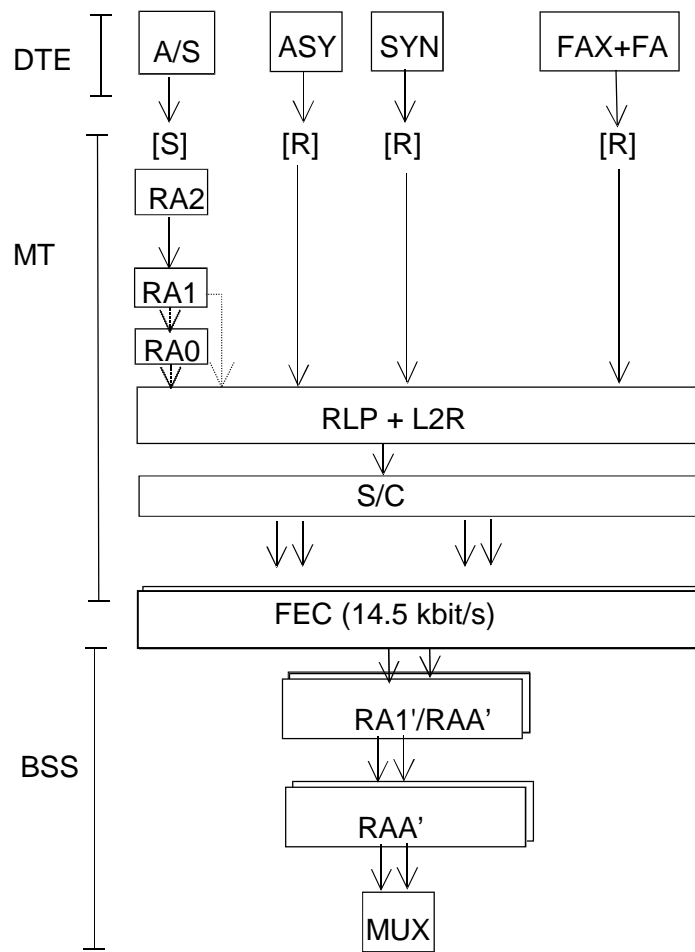 DTE
A/S
ASY
SYN
FAX+FA
[S]
[R]
[R]
[R]
MT
RA2
RA1
RA0
RLP + L2R
S/C
FEC (14.5 kbit/s)
BSS
RA1'/RAA’
RAA’
MUX